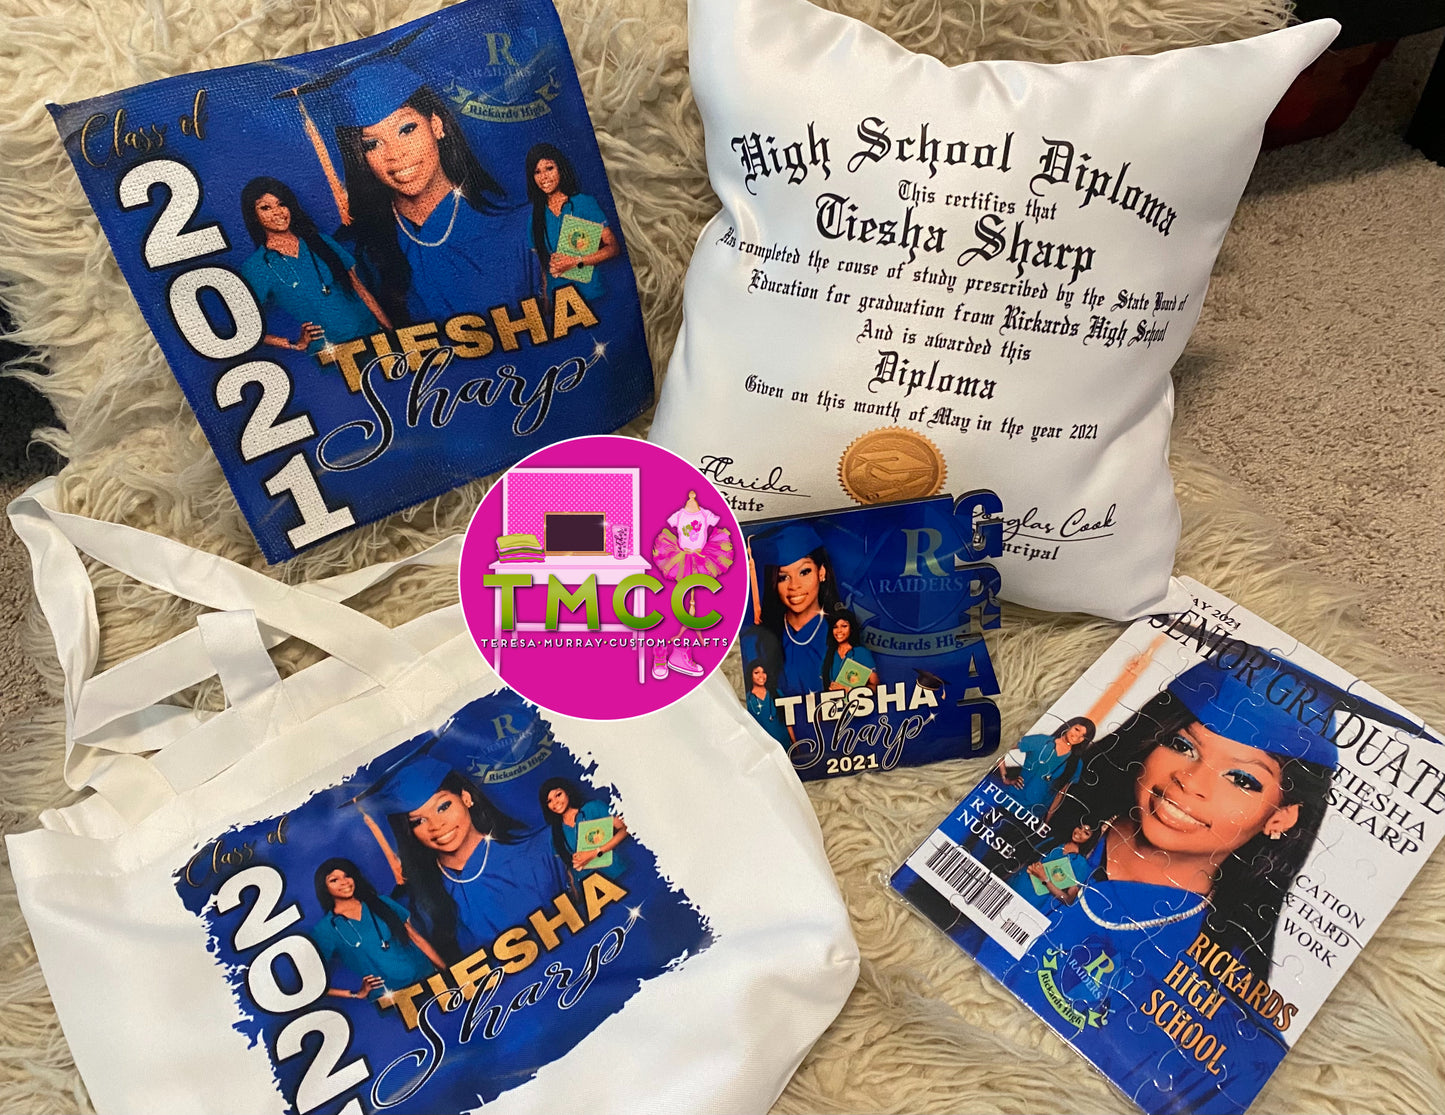 Class of
2021
R
RAIDERS
Rickards High
TIESHA
Sharp
High School Diploma
This certifies that
Tiesha Sharp
Has completed the couse of study prescribed by the State Board of
Education for graduation from Rickards High School
And is awarded this
Diploma
Given on this month of May in the year 2021
Florida
State
Douglas Cook
Principal
TMCC
TERESA•MURRAY•CUSTOM•CRAFTS
R
RAIDERS
Rickards High
GRAD
TIESHA
Sharp
2021
Class of
2021
R
RAIDERS
Rickards High
TIESHA
Sharp
MAY 2021
SENIOR GRADUATE
TIESHA
SHARP
FUTURE
R.N
NURSE
EDUCATION
& HARD
WORK
R
RAIDERS
Rickards High
RICKARDS
HIGH
SCHOOL